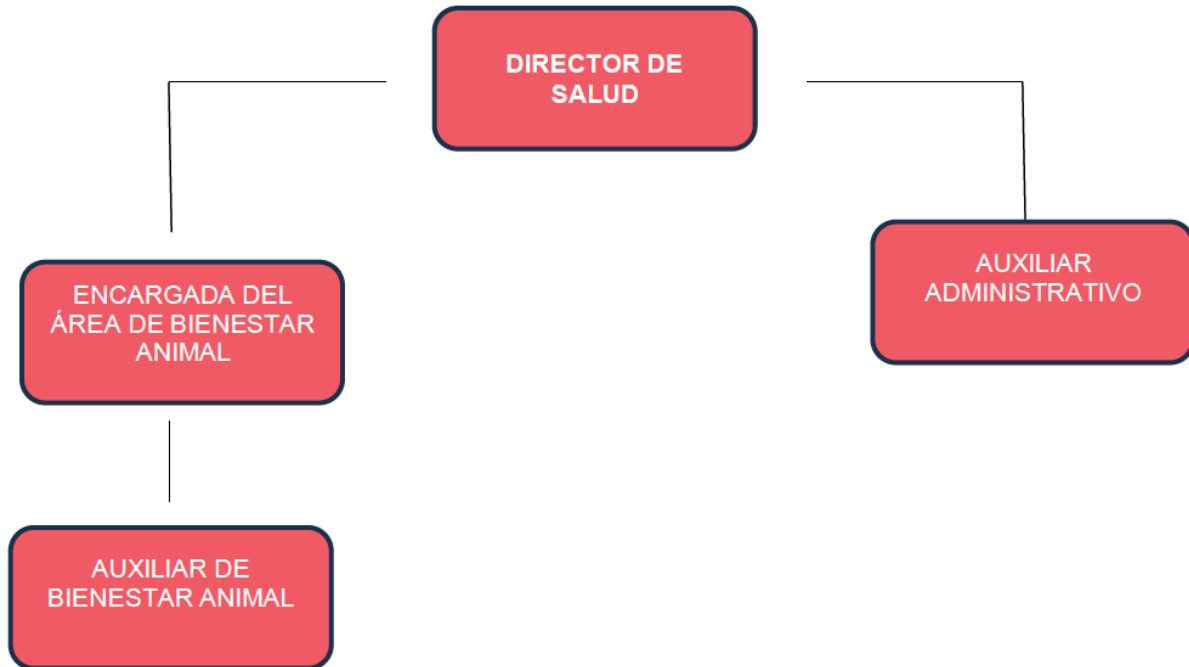 DIRECTOR DE
SALUD
AUXILIAR
ADMINISTRATIVO
ENCARGADA DEL
ÁREA DE BIENESTAR
ANIMAL
AUXILIAR DE
BIENESTAR ANIMAL